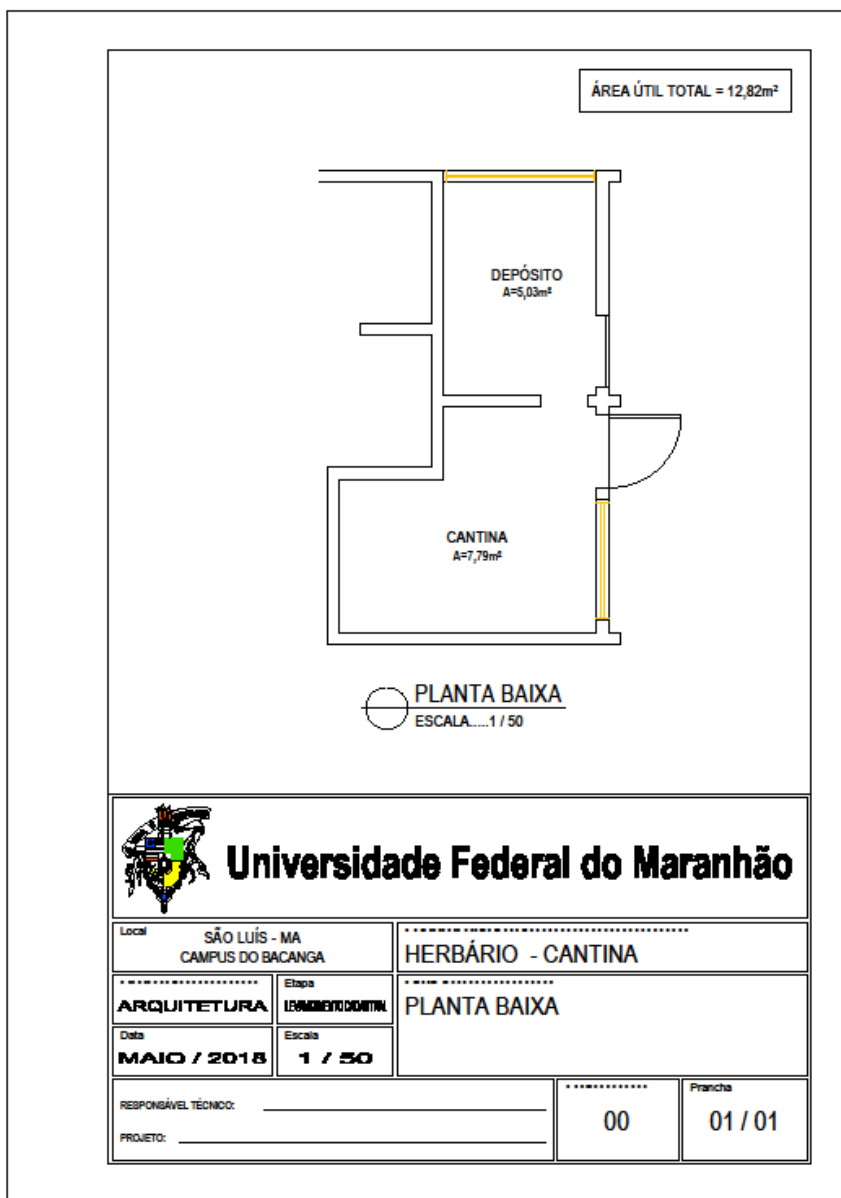 ÁREA ÚTIL TOTAL = 12,82m²
DEPÓSITO
A=5,03m²
CANTINA
A=7,79m²
PLANTA BAIXA
ESCALA.....1 / 50
Universidade Federal do Maranhão
Local
SÃO LUÍS - MA
CAMPUS DO BACANGA
HERBÁRIO - CANTINA
ARQUITETURA
Etapa
PLANTA BAIXA
Data
MAIO / 2018
Escala
1 / 50
RESPONSÁVEL TÉCNICO:
PROJETO:
00
Prancha
01 / 01